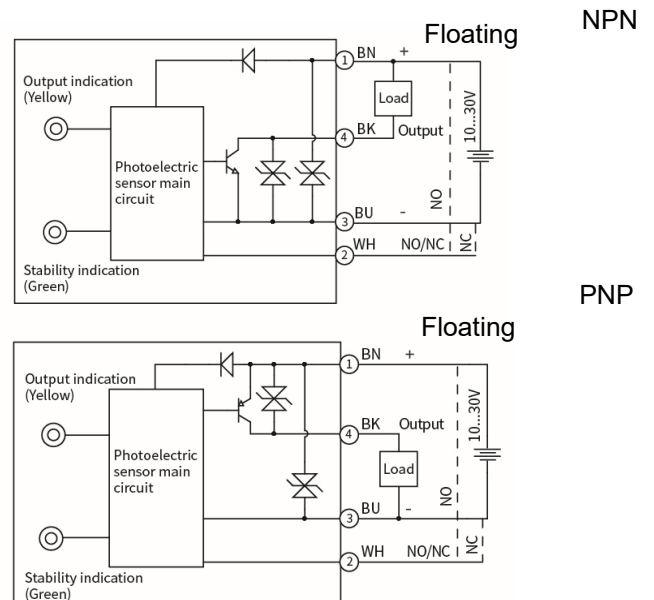 NPN
Floating
1 BN +
Output indication
(Yellow)
Load
10...30V
4 BK Output
Photoelectric
sensor main
circuit
NO
3 BU -
2 WH NO/NC NC
Stability indication
(Green)
PNP
Floating
1 BN +
Output indication
(Yellow)
10...30V
4 BK Output
Photoelectric
sensor main
circuit
Load
NO
3 BU -
2 WH NO/NC NC
Stability indication
(Green)